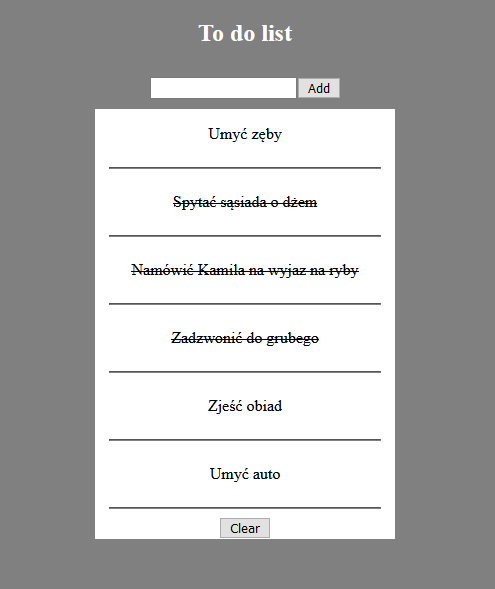 To do list
Add
Umyć zęby
Spytać sąsiada o dżem
Namówić Kamila na wyjaz na ryby
Zadzwonić do grubego
Zjeść obiad
Umyć auto
Clear